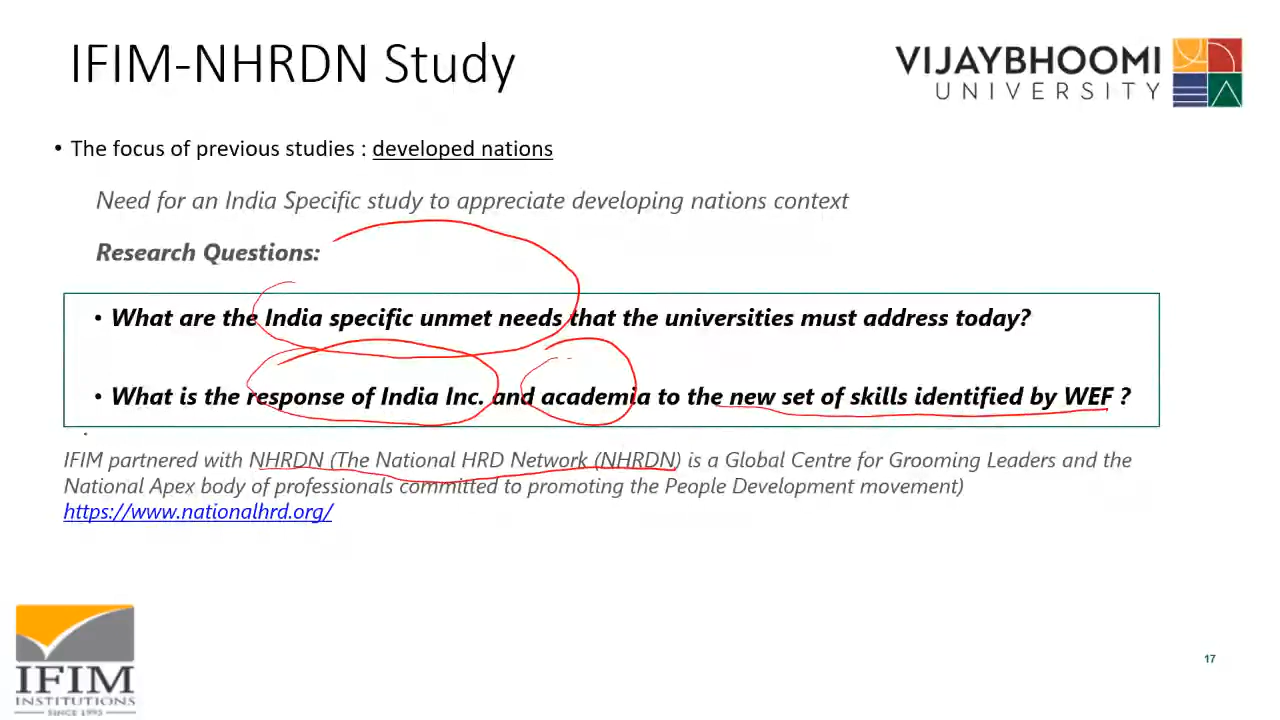 IFIM-NHRDN Study
VIJAYBHOOMI
UNIVERSITY
• The focus of previous studies : developed nations
Need for an India Specific study to appreciate developing nations context
Research Questions:
• What are the India specific unmet needs that the universities must address today?
• What is the response of India Inc. and academia to the new set of skills identified by WEF ?
IFIM partnered with NHRDN (The National HRD Network (NHRDN) is a Global Centre for Grooming Leaders and the
National Apex body of professionals committed to promoting the People Development movement)
https://www.nationalhrd.org/
IFIM
INSTITUTIONS
SINCE 1995
17